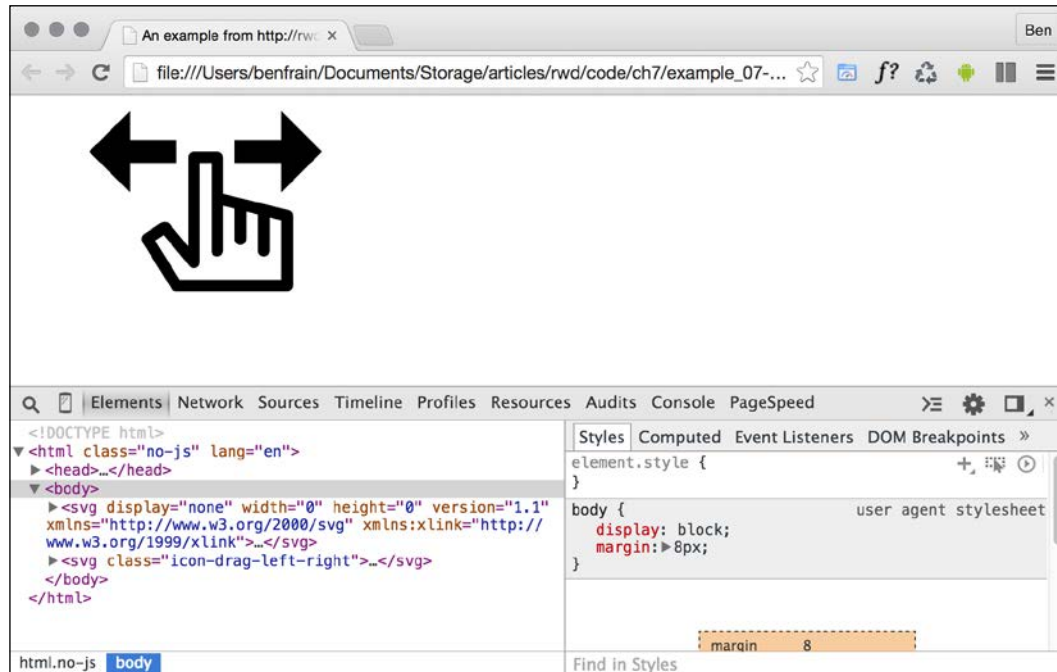 An example from http://rw
Ben
file:///Users/benfrain/Documents/Storage/articles/rwd/code/ch7/example_07-...
f?
Elements Network Sources Timeline Profiles Resources Audits Console PageSpeed
<!DOCTYPE html>
▼<html class="no-js" lang="en">
▶<head>…</head>
▼<body>
▶<svg display="none" width="0" height="0" version="1.1"
xmlns="http://www.w3.org/2000/svg" xmlns:xlink="http://
www.w3.org/1999/xlink">…</svg>
▶<svg class="icon-drag-left-right">…</svg>
</body>
</html>
html.no-js body
Styles Computed Event Listeners DOM Breakpoints »
element.style {
}
body { user agent stylesheet
display: block;
margin:▶8px;
}
margin 8
Find in Styles